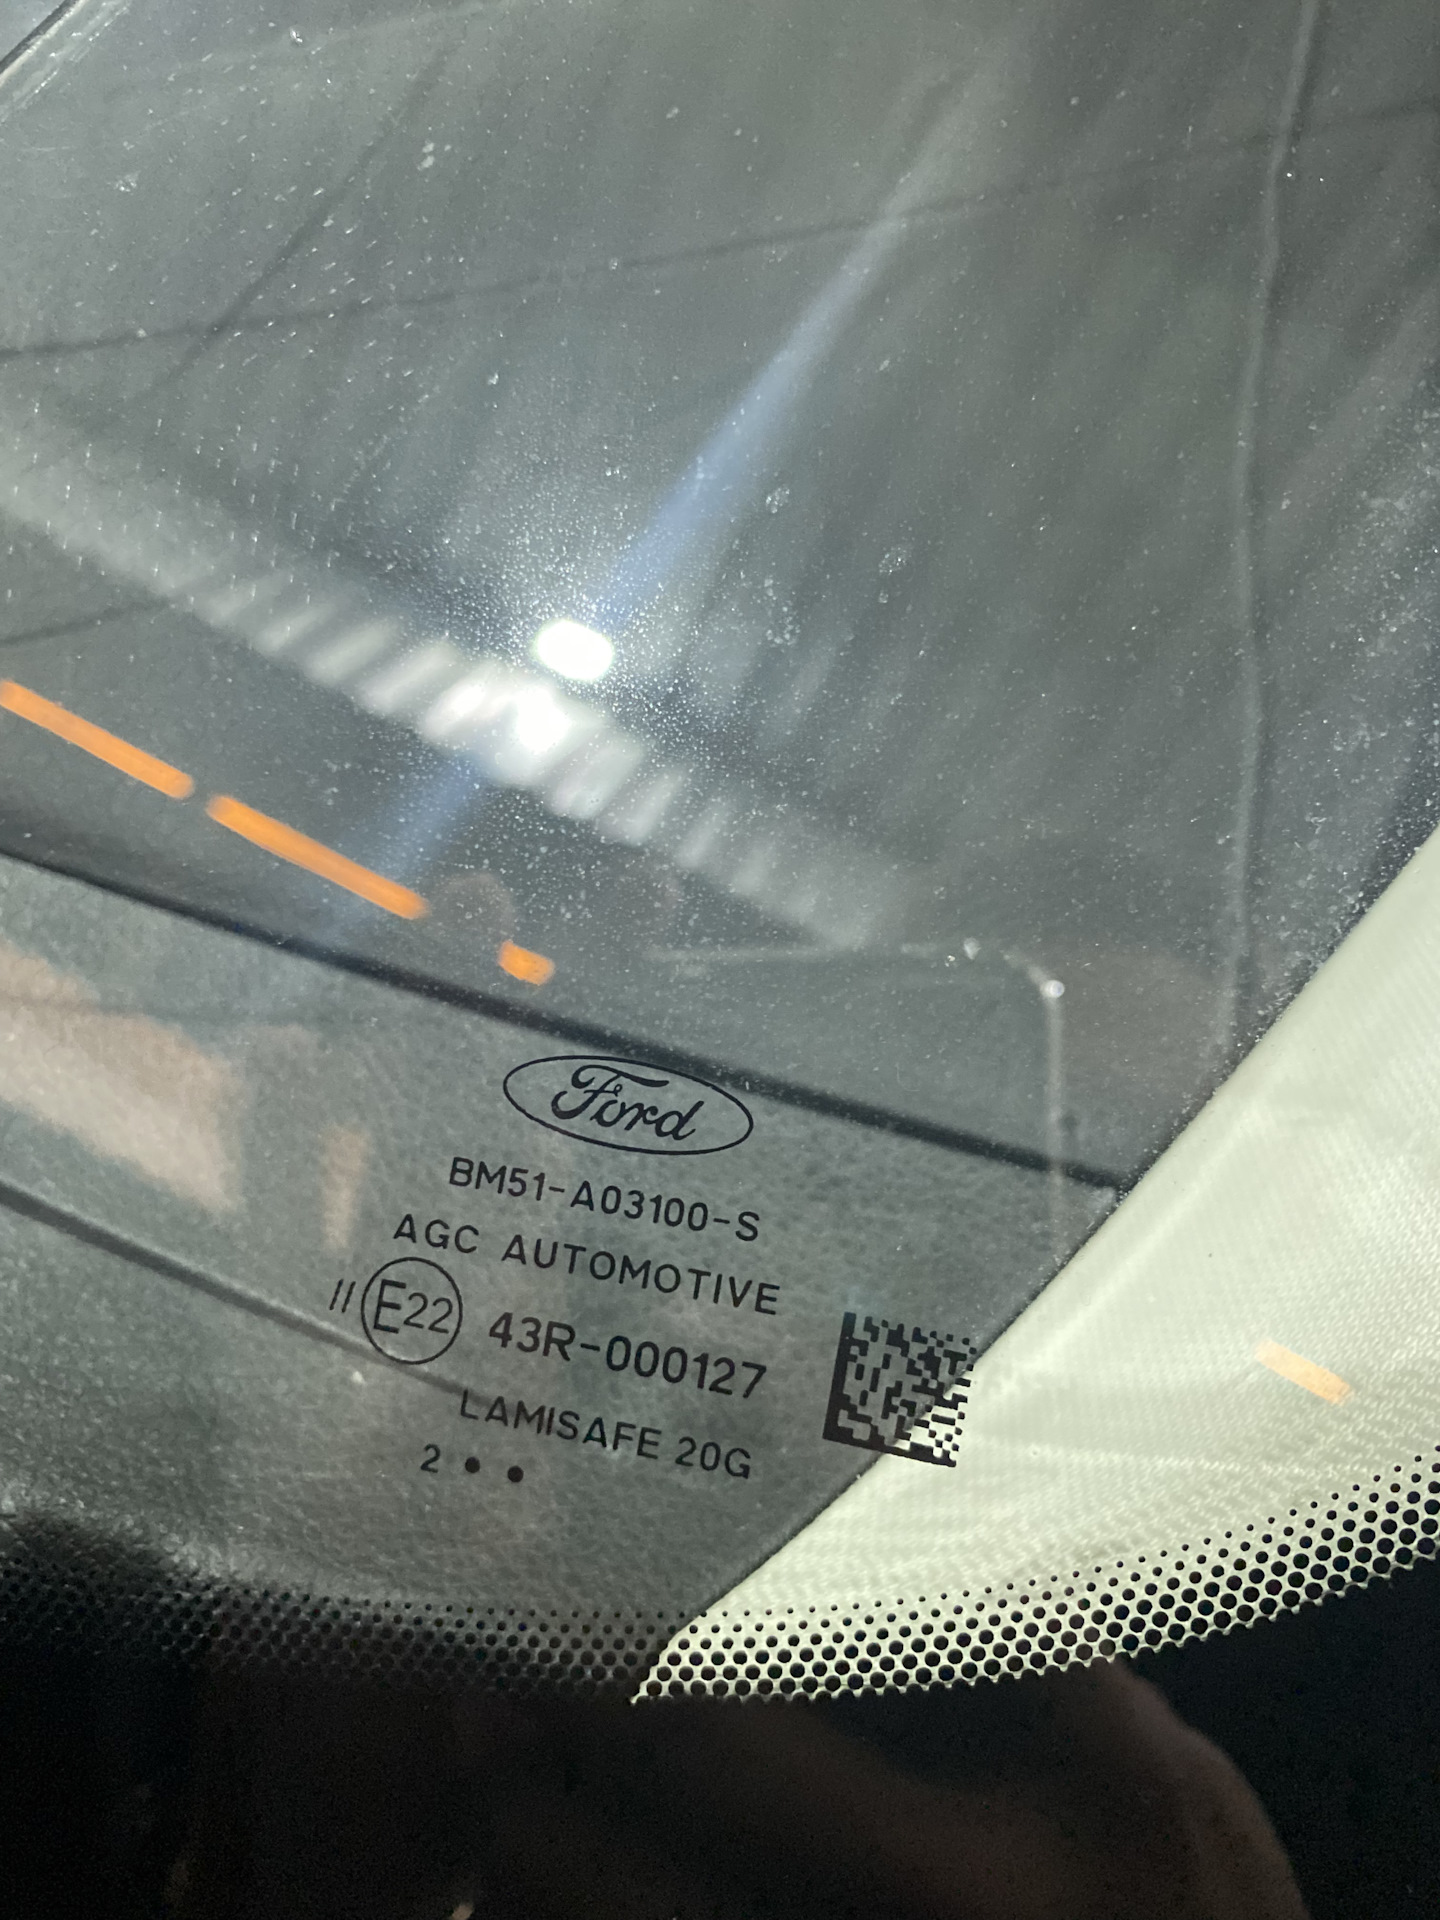 Ford
BM51-A03100-S
AGC AUTOMOTIVE
II E22 43R-000127
LAMISAFE 20G
2 • •